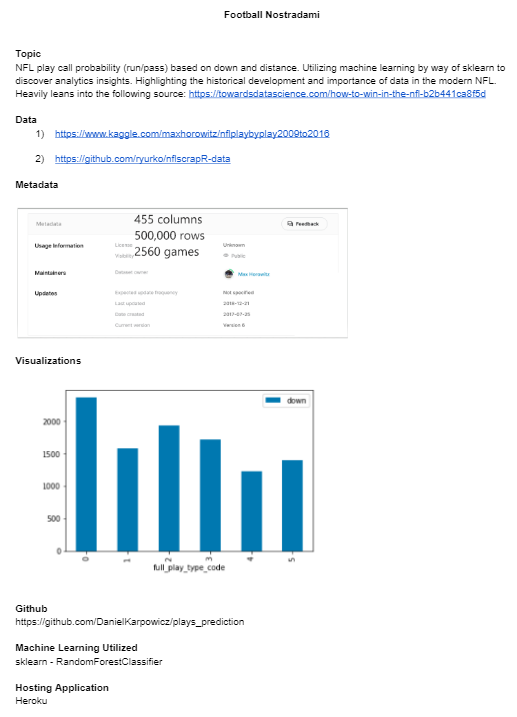 Football Nostradami
Topic
NFL play call probability (run/pass) based on down and distance. Utilizing machine learning by way of sklearn to
discover analytics insights. Highlighting the historical development and importance of data in the modern NFL.
Heavily leans into the following source: https://towardsdatascience.com/how-to-win-in-the-nfl-b2b441ca8f5d
Data
1) https://www.kaggle.com/maxhorowitz/nflplaybyplay2009to2016
2) https://github.com/ryurko/nflscrapR-data
Metadata
Metadata
455 columns
500,000 rows
2560 games
Feedback
Usage Information
License
Unknown
Visibility
Public
Maintainers
Dataset owner
Max Horowitz
Updates
Expected update frequency
Not specified
Last updated
2018-12-21
Date created
2017-07-25
Current version
Version 6
Visualizations
down
2000
1500
1000
500
0
0 1 2 3 4 5
full_play_type_code
Github
https://github.com/DanielKarpowicz/plays_prediction
Machine Learning Utilized
sklearn - RandomForestClassifier
Hosting Application
Heroku